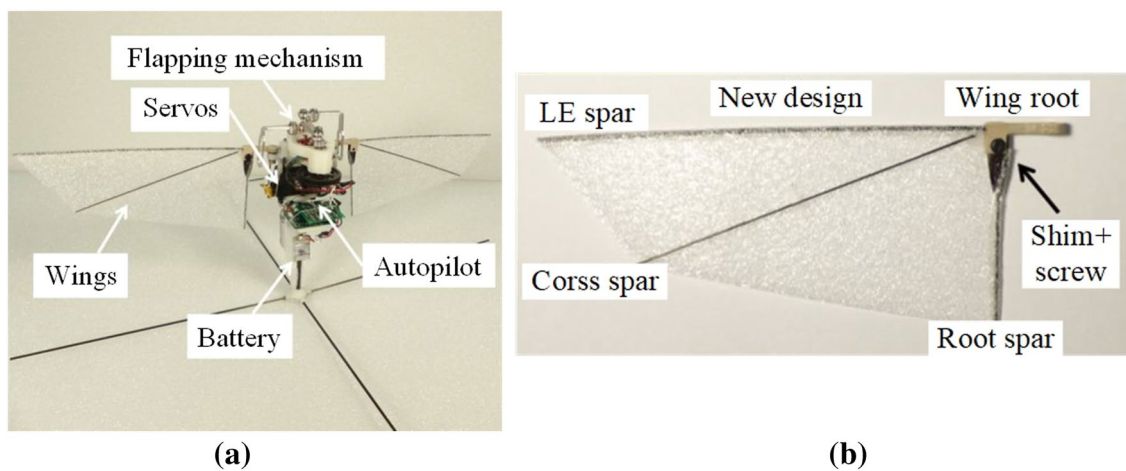 Flapping mechanism
Servos
Wings
Autopilot
Battery
(a)
New design
Wing root
LE spar
Shim+
screw
Corss spar
Root spar
(b)